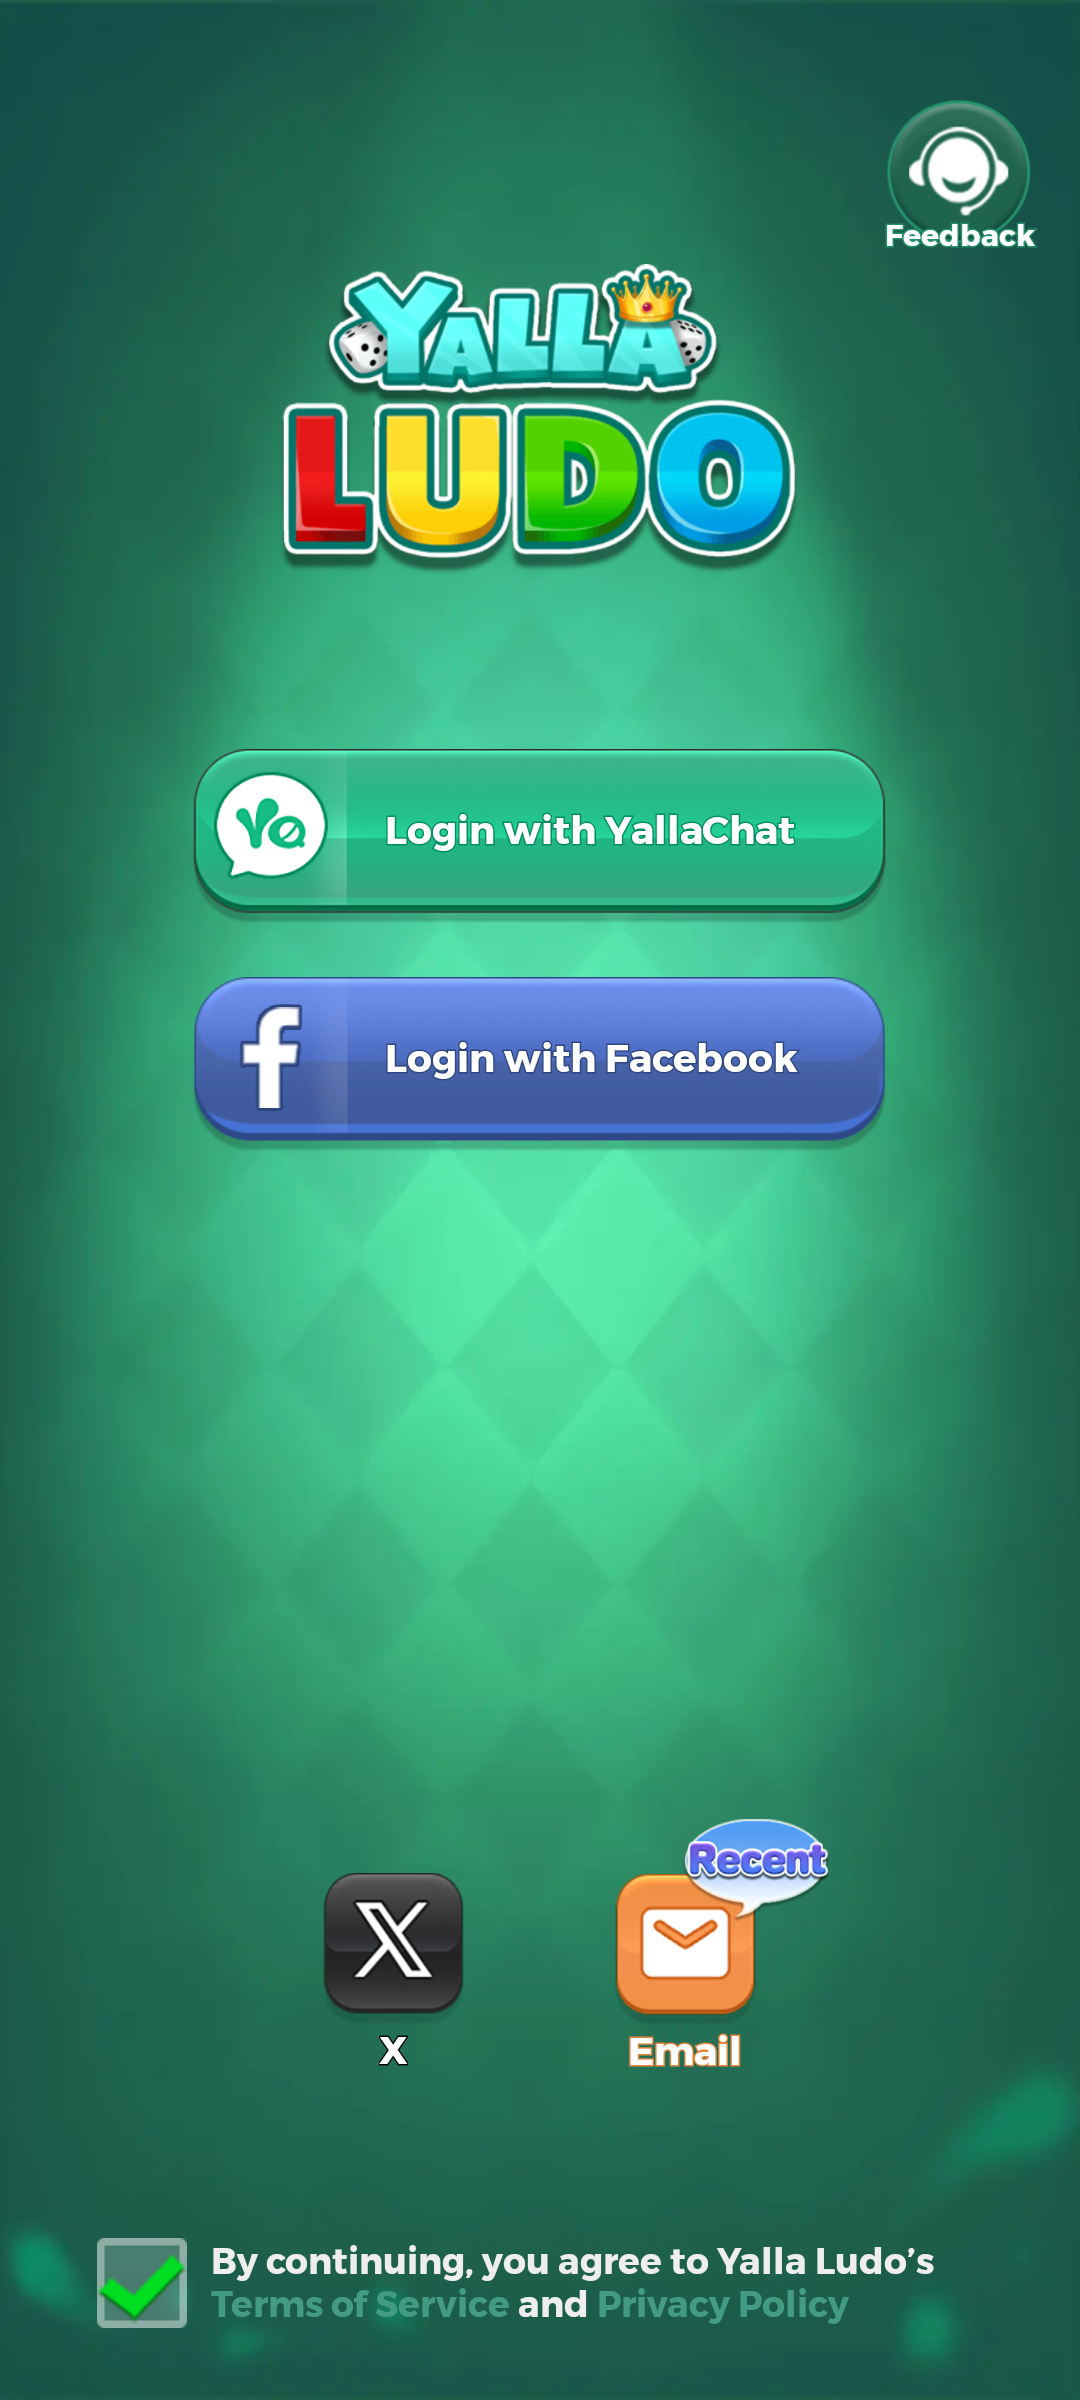 Feedback
YALLA
LUDO
Login with YallaChat
Login with Facebook
Recent
X
Email
By continuing, you agree to Yalla Ludo’s
Terms of Service and Privacy Policy